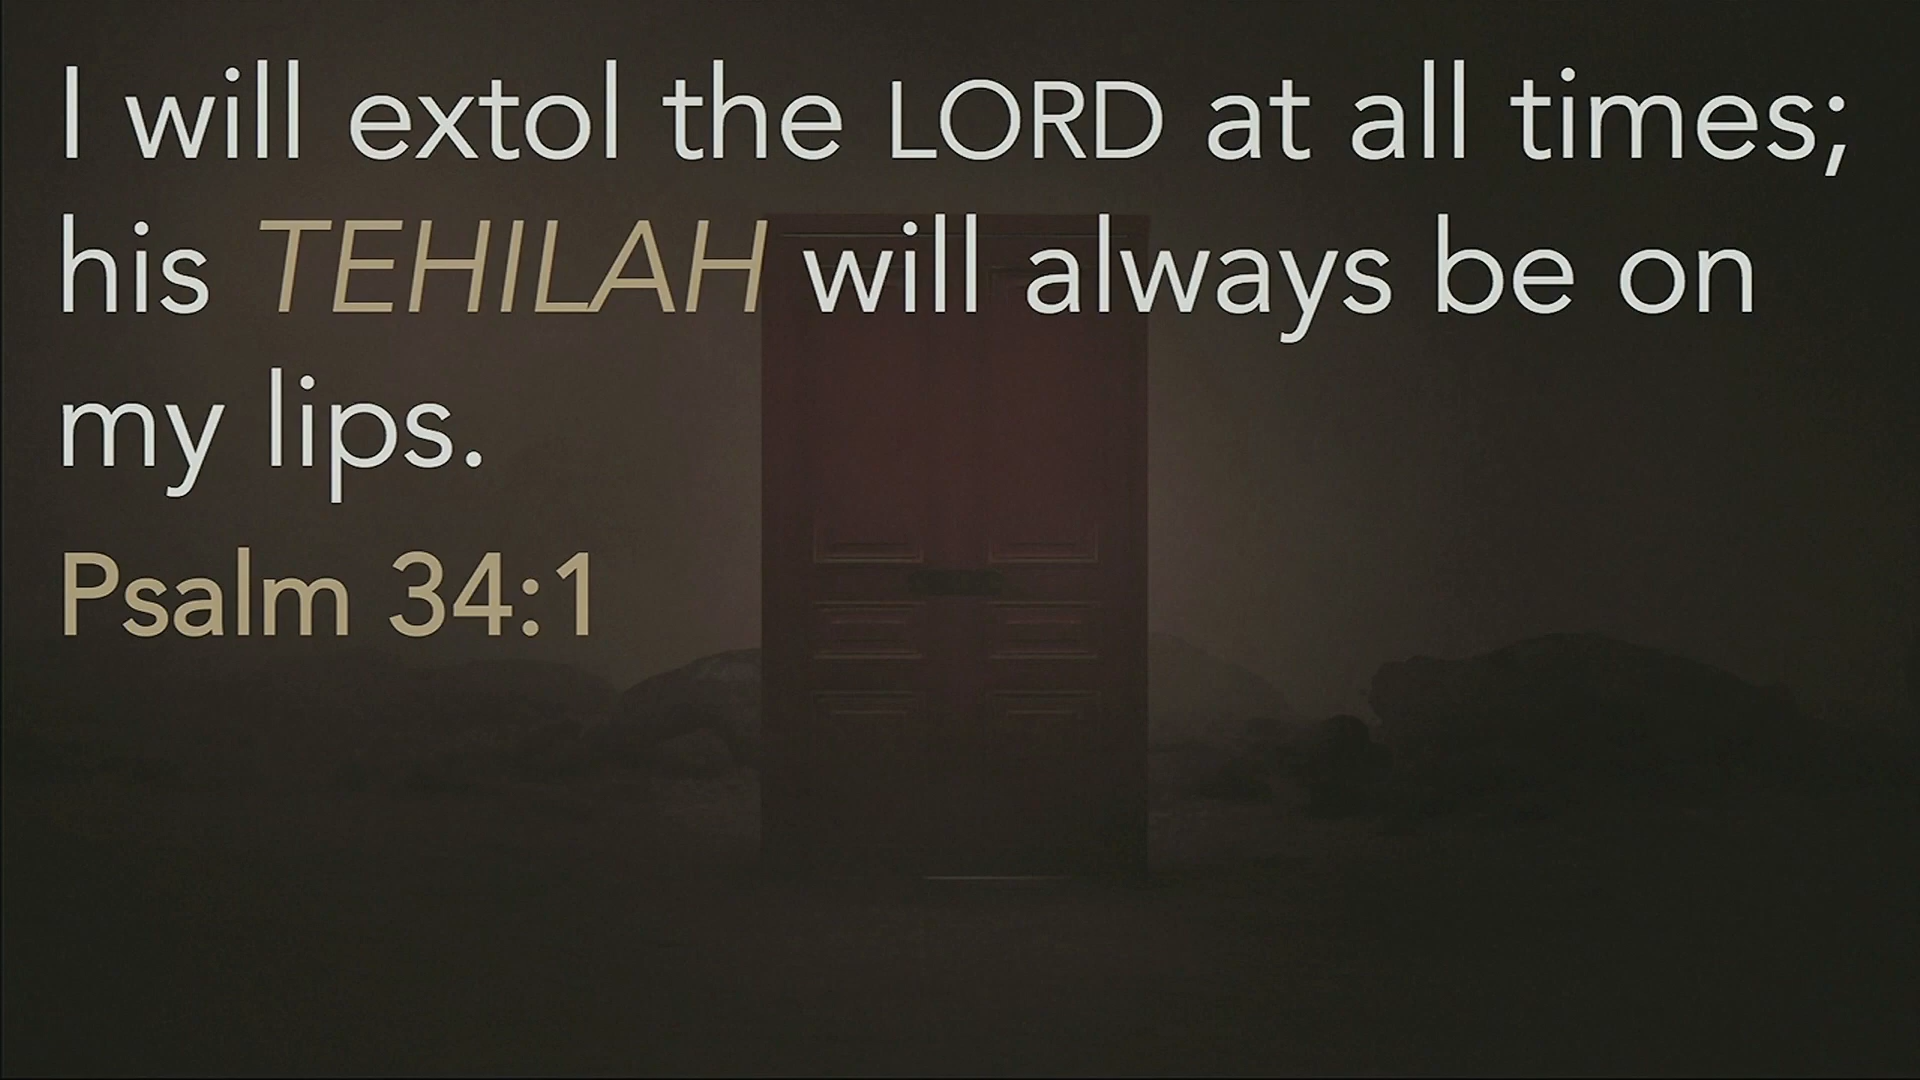 I will extol the LORD at all times;
his TEHILAH will always be on
my lips.
Psalm 34:1